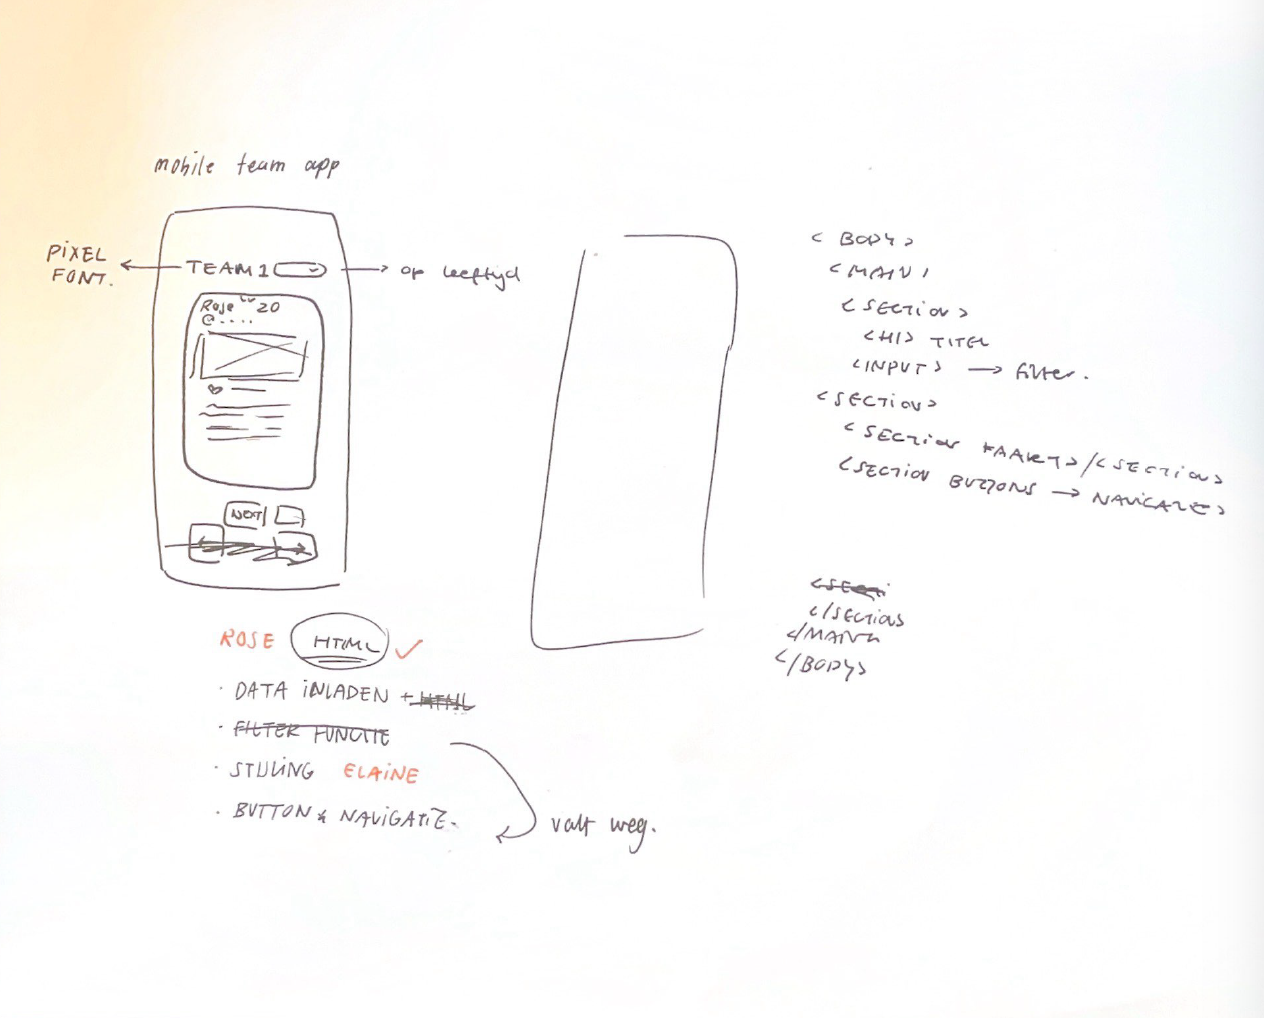 mobile team app
PIXEL
FONT.
TEAM 1
op leeftijd
Rose 20
@....
NEXT
ROSE HTML
· DATA INLADEN + HTML
· FILTER FUNCTIE
· STIJLING ELAINE
· BUTTON & NAVIGATIE.
valt weg.
< BODY >
< MAIN >
< SECTION >
< H1 > TITEL
< INPUT > → filter.
< SECTION >
< SECTION KAART > / < SECTION >
< SECTION BUTTONS → NAVIGATIE >
</SECTION>
</MAIN>
</BODY>